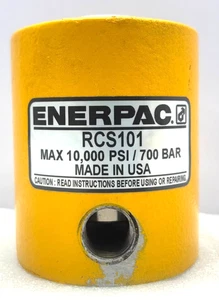 ENERPAC.
RCS101
MAX 10,000 PSI / 700 BAR
MADE IN USA
CAUTION : READ INSTRUCTIONS BEFORE USING OR REPAIRING.